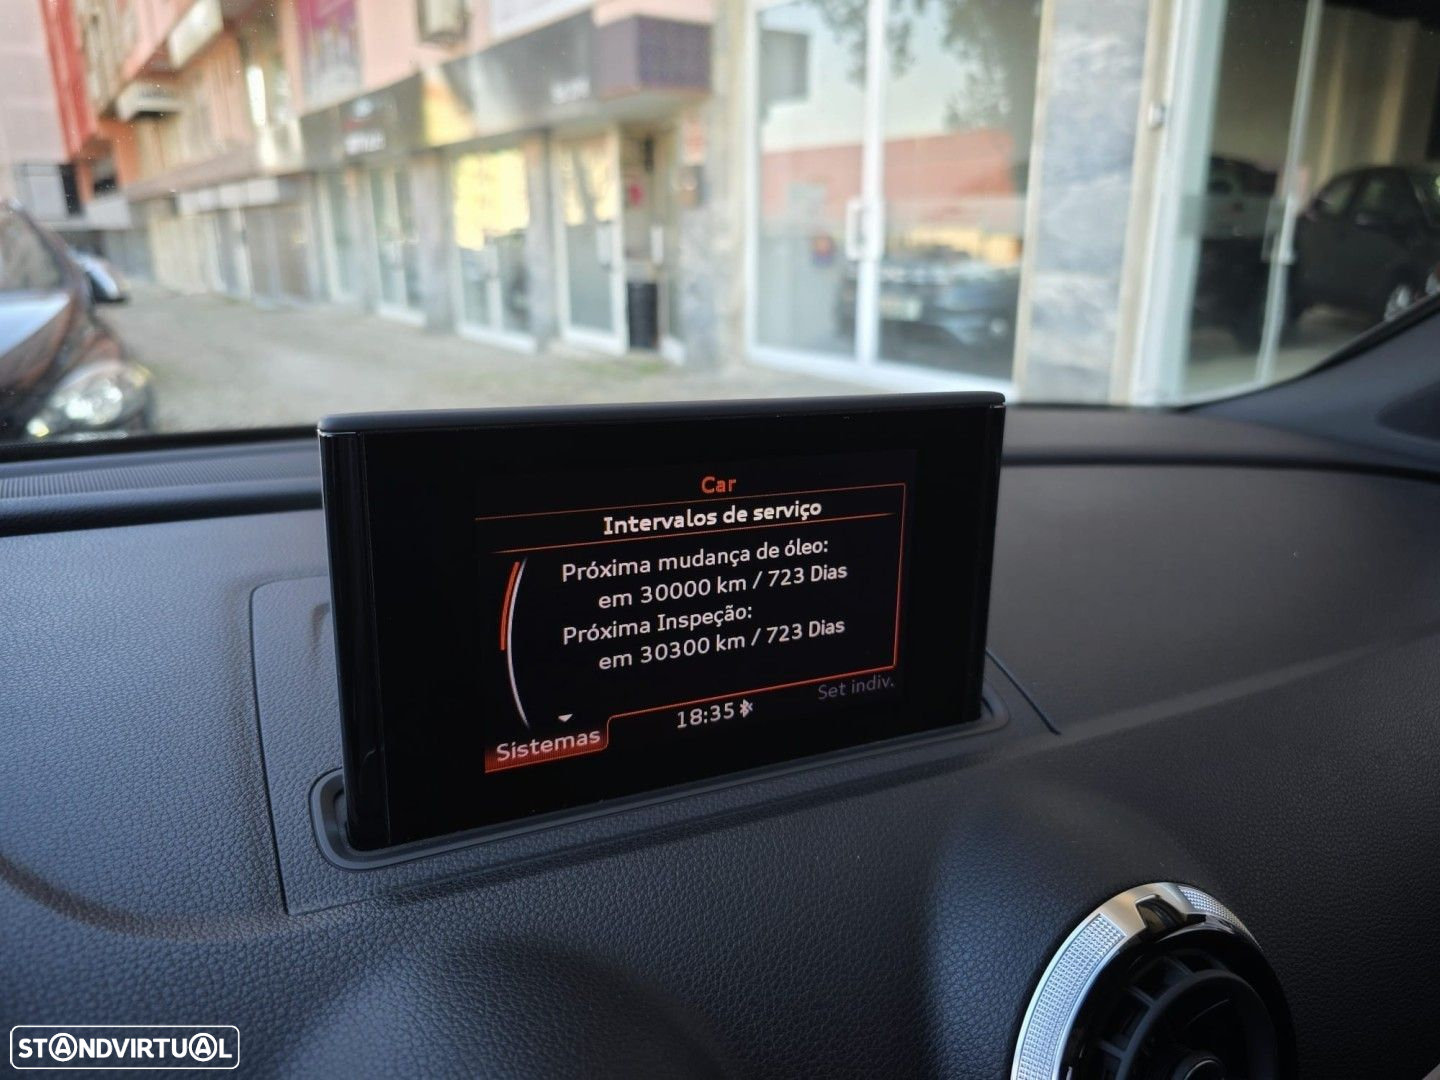 Car
Intervalos de serviço
Próxima mudança de óleo:
em 30000 km / 723 Dias
Próxima Inspeção:
em 30300 km / 723 Dias
Set indiv.
18:35
Sistemas
STANDVIRTUAL